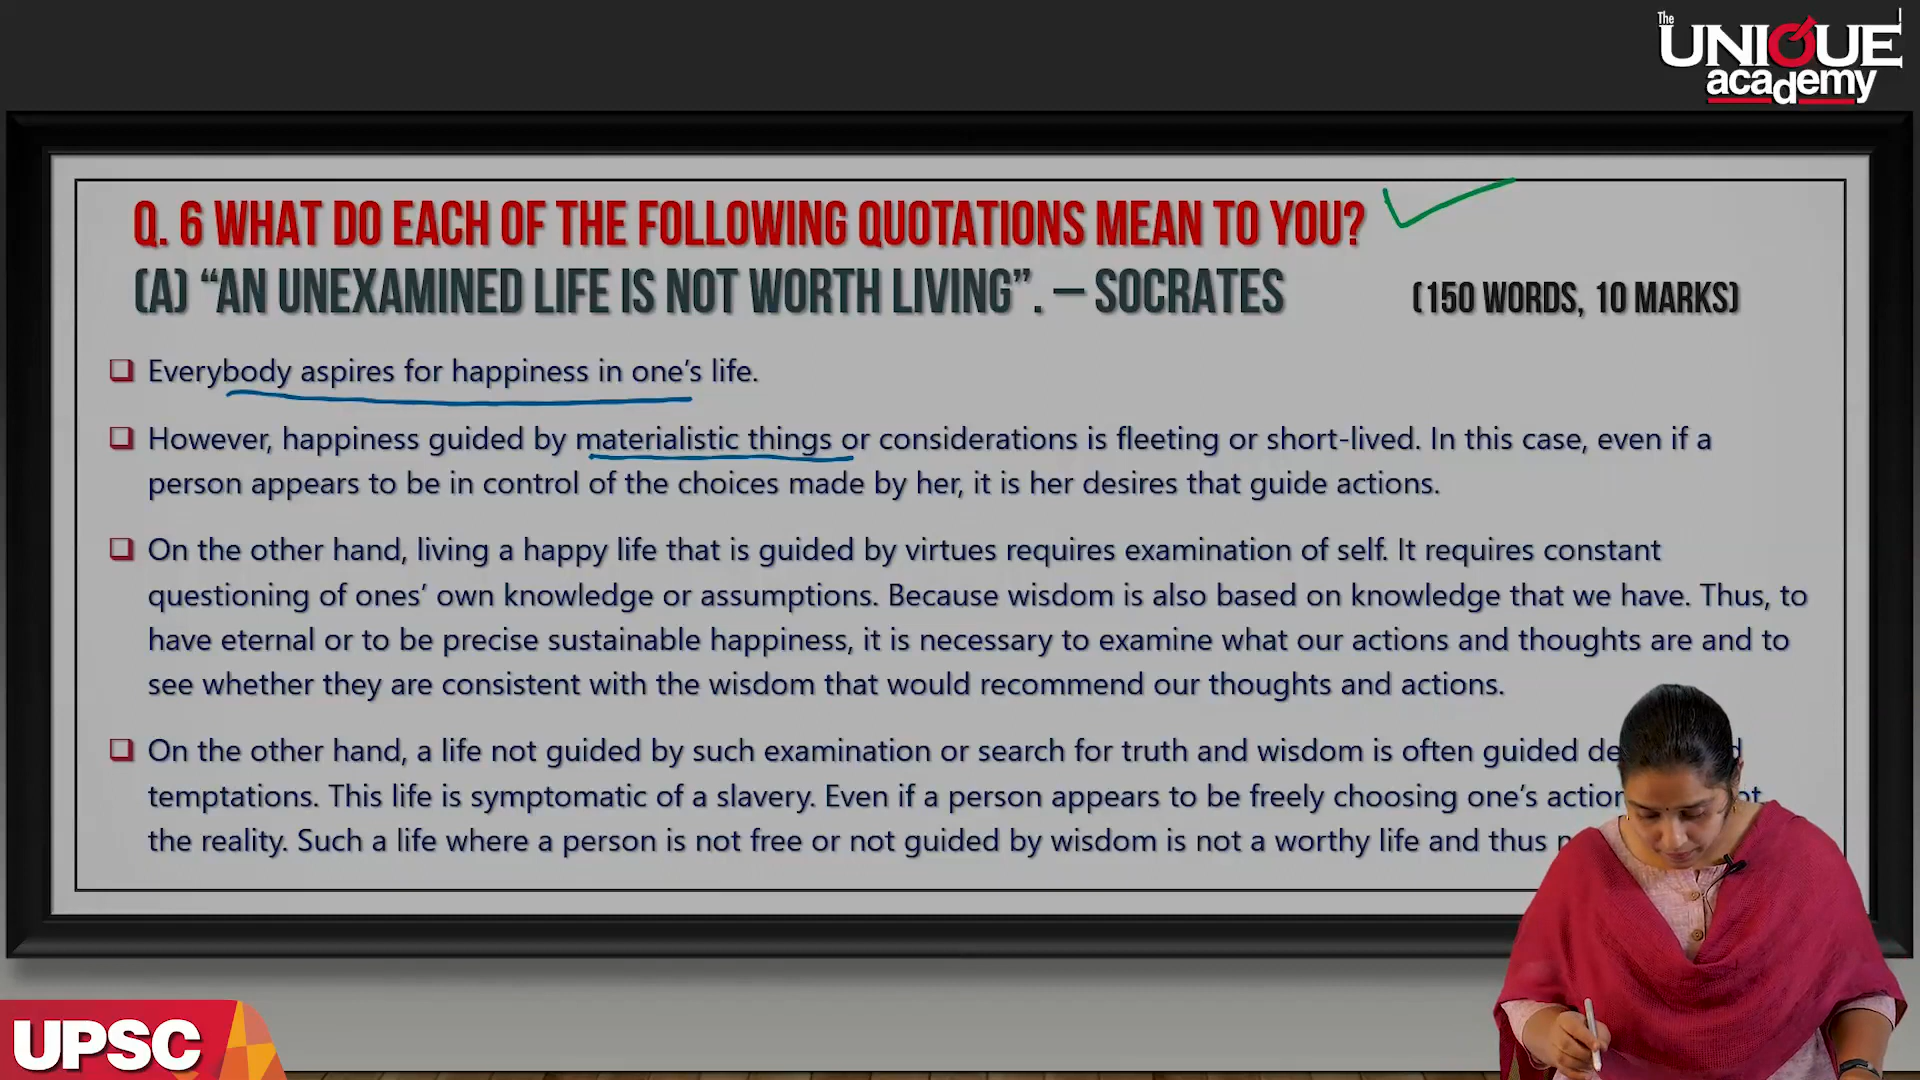 The
UNIQUE
academy
Q. 6 WHAT DO EACH OF THE FOLLOWING QUOTATIONS MEAN TO YOU?
(A) “AN UNEXAMINED LIFE IS NOT WORTH LIVING”. – SOCRATES (150 WORDS, 10 MARKS)
Everybody aspires for happiness in one’s life.
However, happiness guided by materialistic things or considerations is fleeting or short-lived. In this case, even if a
person appears to be in control of the choices made by her, it is her desires that guide actions.
On the other hand, living a happy life that is guided by virtues requires examination of self. It requires constant
questioning of ones’ own knowledge or assumptions. Because wisdom is also based on knowledge that we have. Thus, to
have eternal or to be precise sustainable happiness, it is necessary to examine what our actions and thoughts are and to
see whether they are consistent with the wisdom that would recommend our thoughts and actions.
On the other hand, a life not guided by such examination or search for truth and wisdom is often guided
temptations. This life is symptomatic of a slavery. Even if a person appears to be freely choosing one’s
the reality. Such a life where a person is not free or not guided by wisdom is not a worthy life and thus
UPSC